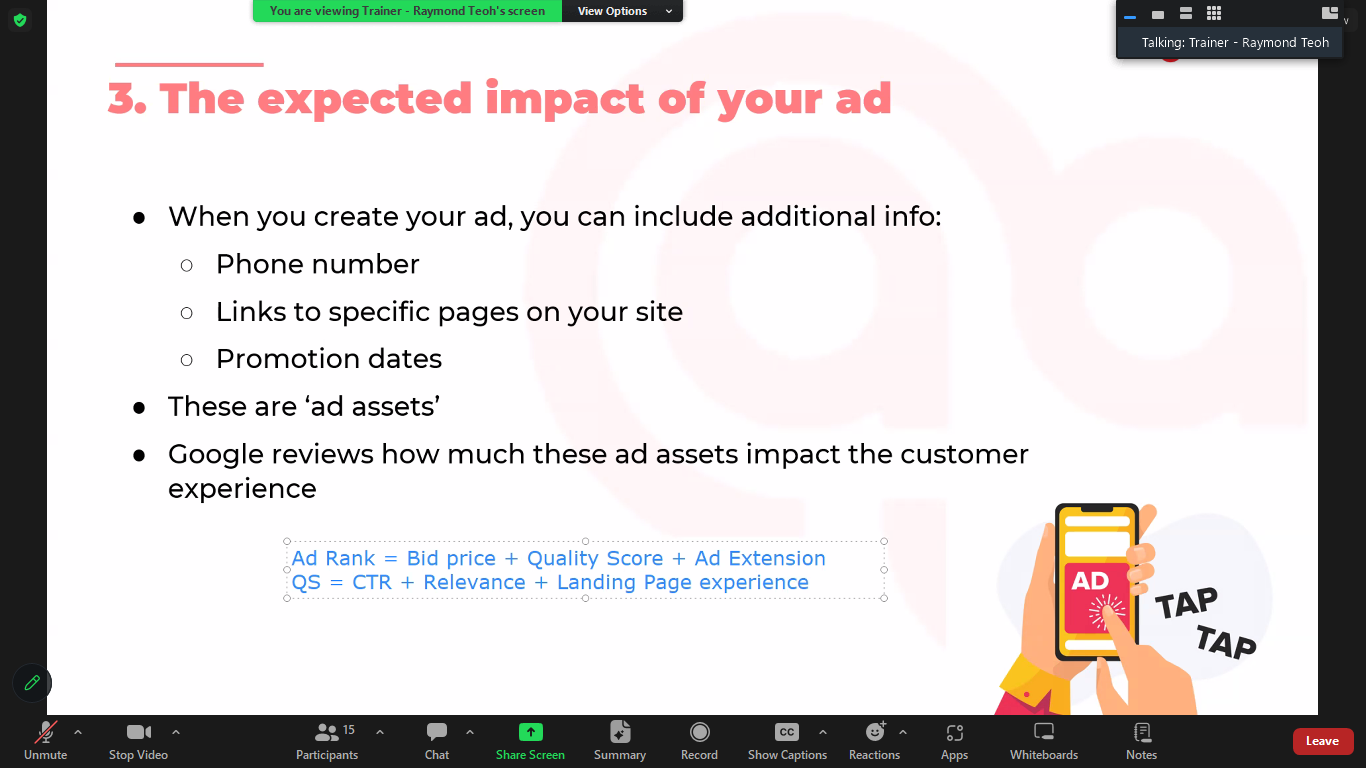 You are viewing Trainer - Raymond Teoh's screen
View Options
Talking: Trainer - Raymond Teoh
3. The expected impact of your ad
● When you create your ad, you can include additional info:
○ Phone number
○ Links to specific pages on your site
○ Promotion dates
● These are ‘ad assets’
● Google reviews how much these ad assets impact the customer
experience
Ad Rank = Bid price + Quality Score + Ad Extension
QS = CTR + Relevance + Landing Page experience
AD
TAP
TAP
15
CC
Unmute
Stop Video
Participants
Chat
Share Screen
Summary
Record
Show Captions
Reactions
Apps
Whiteboards
Notes
Leave